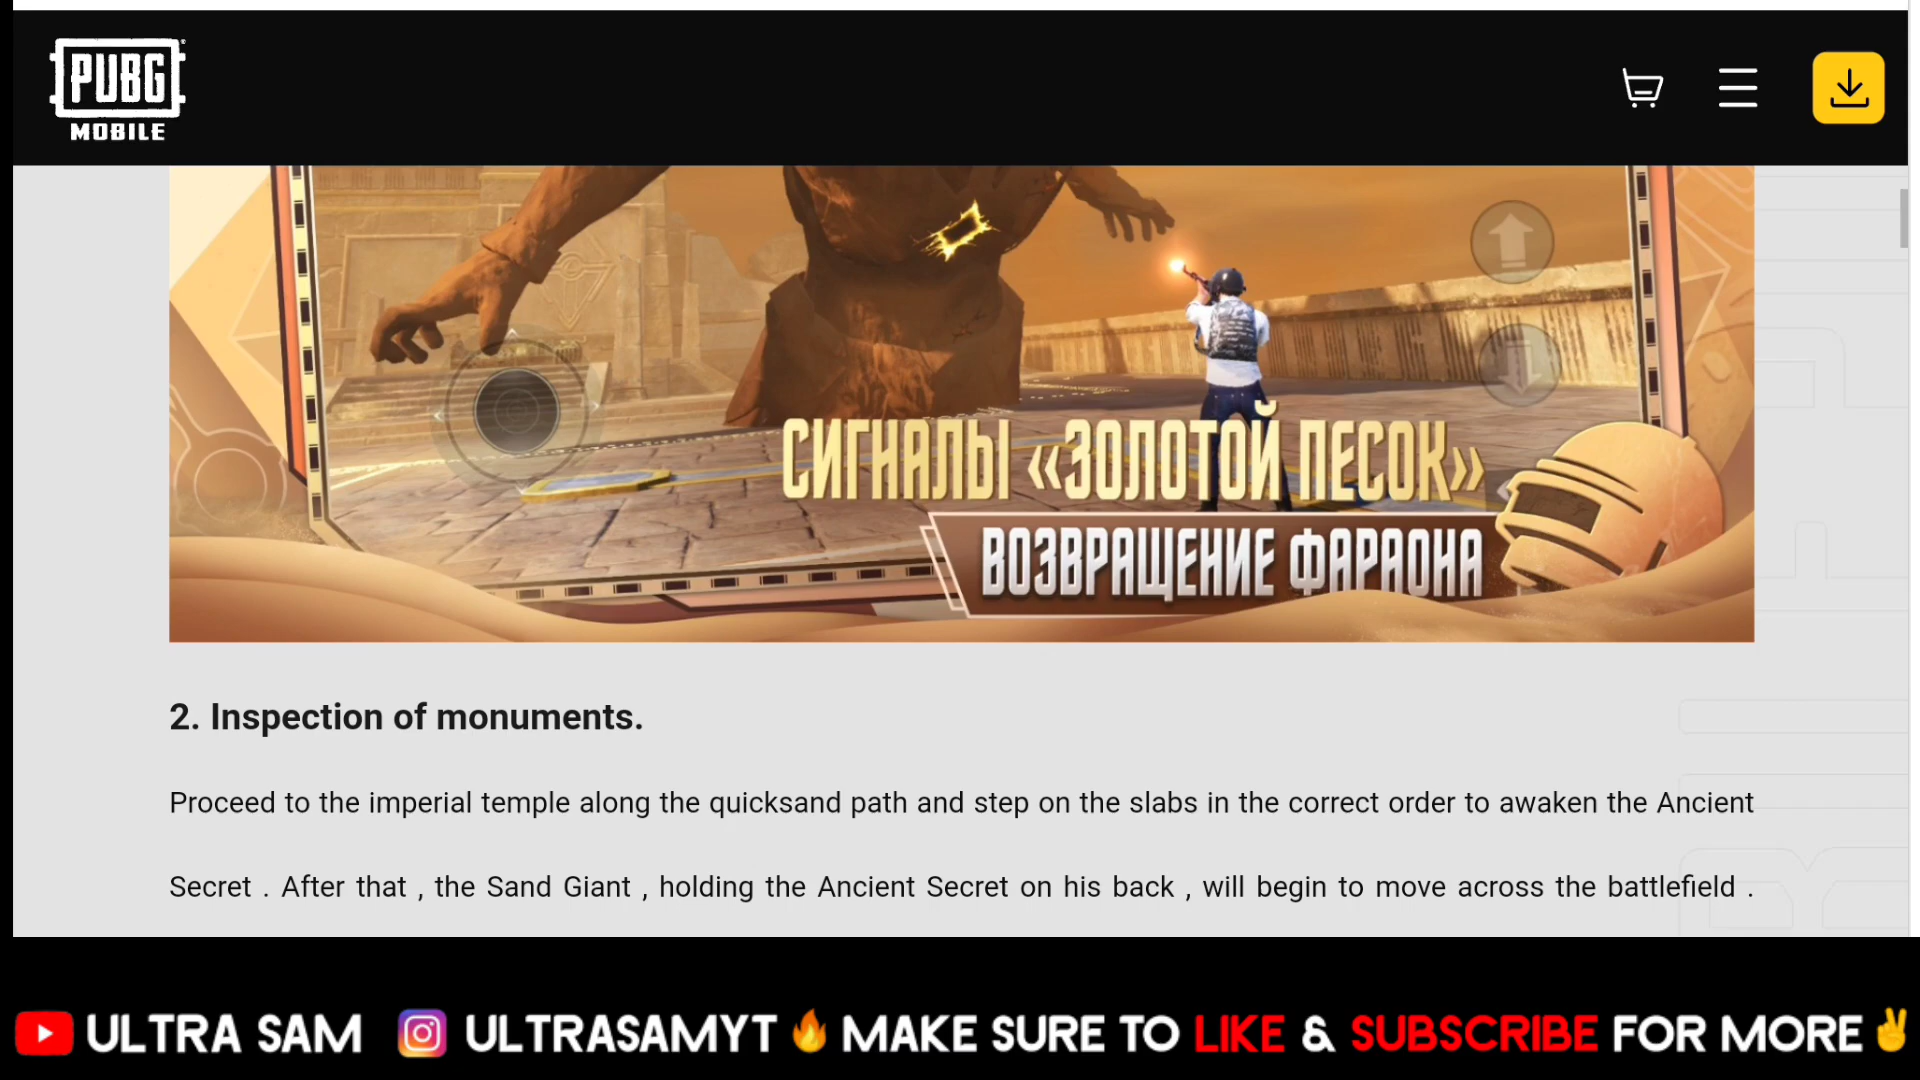 PUBG
MOBILE
СИГНАЛЫ «ЗОЛОТОЙ ПЕСОК»
ВОЗВРАЩЕНИЕ ФАРАОНА
2. Inspection of monuments.
Proceed to the imperial temple along the quicksand path and step on the slabs in the correct order to awaken the Ancient
Secret . After that , the Sand Giant , holding the Ancient Secret on his back , will begin to move across the battlefield .
ULTRA SAM ULTRASAMYT 🔥 MAKE SURE TO LIKE & SUBSCRIBE FOR MORE ✌